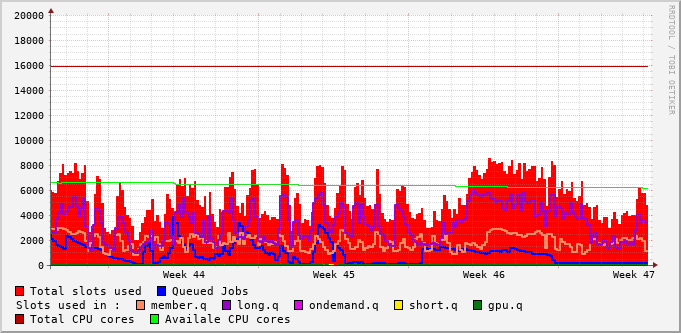 RRDTOOL / TOBI OETIKER
20000
18000
16000
14000
12000
10000
8000
6000
4000
2000
0
Week 44 Week 45 Week 46 Week 47
Total slots used Queued Jobs
Slots used in : member.q long.q ondemand.q short.q gpu.q
Total CPU cores Availale CPU cores